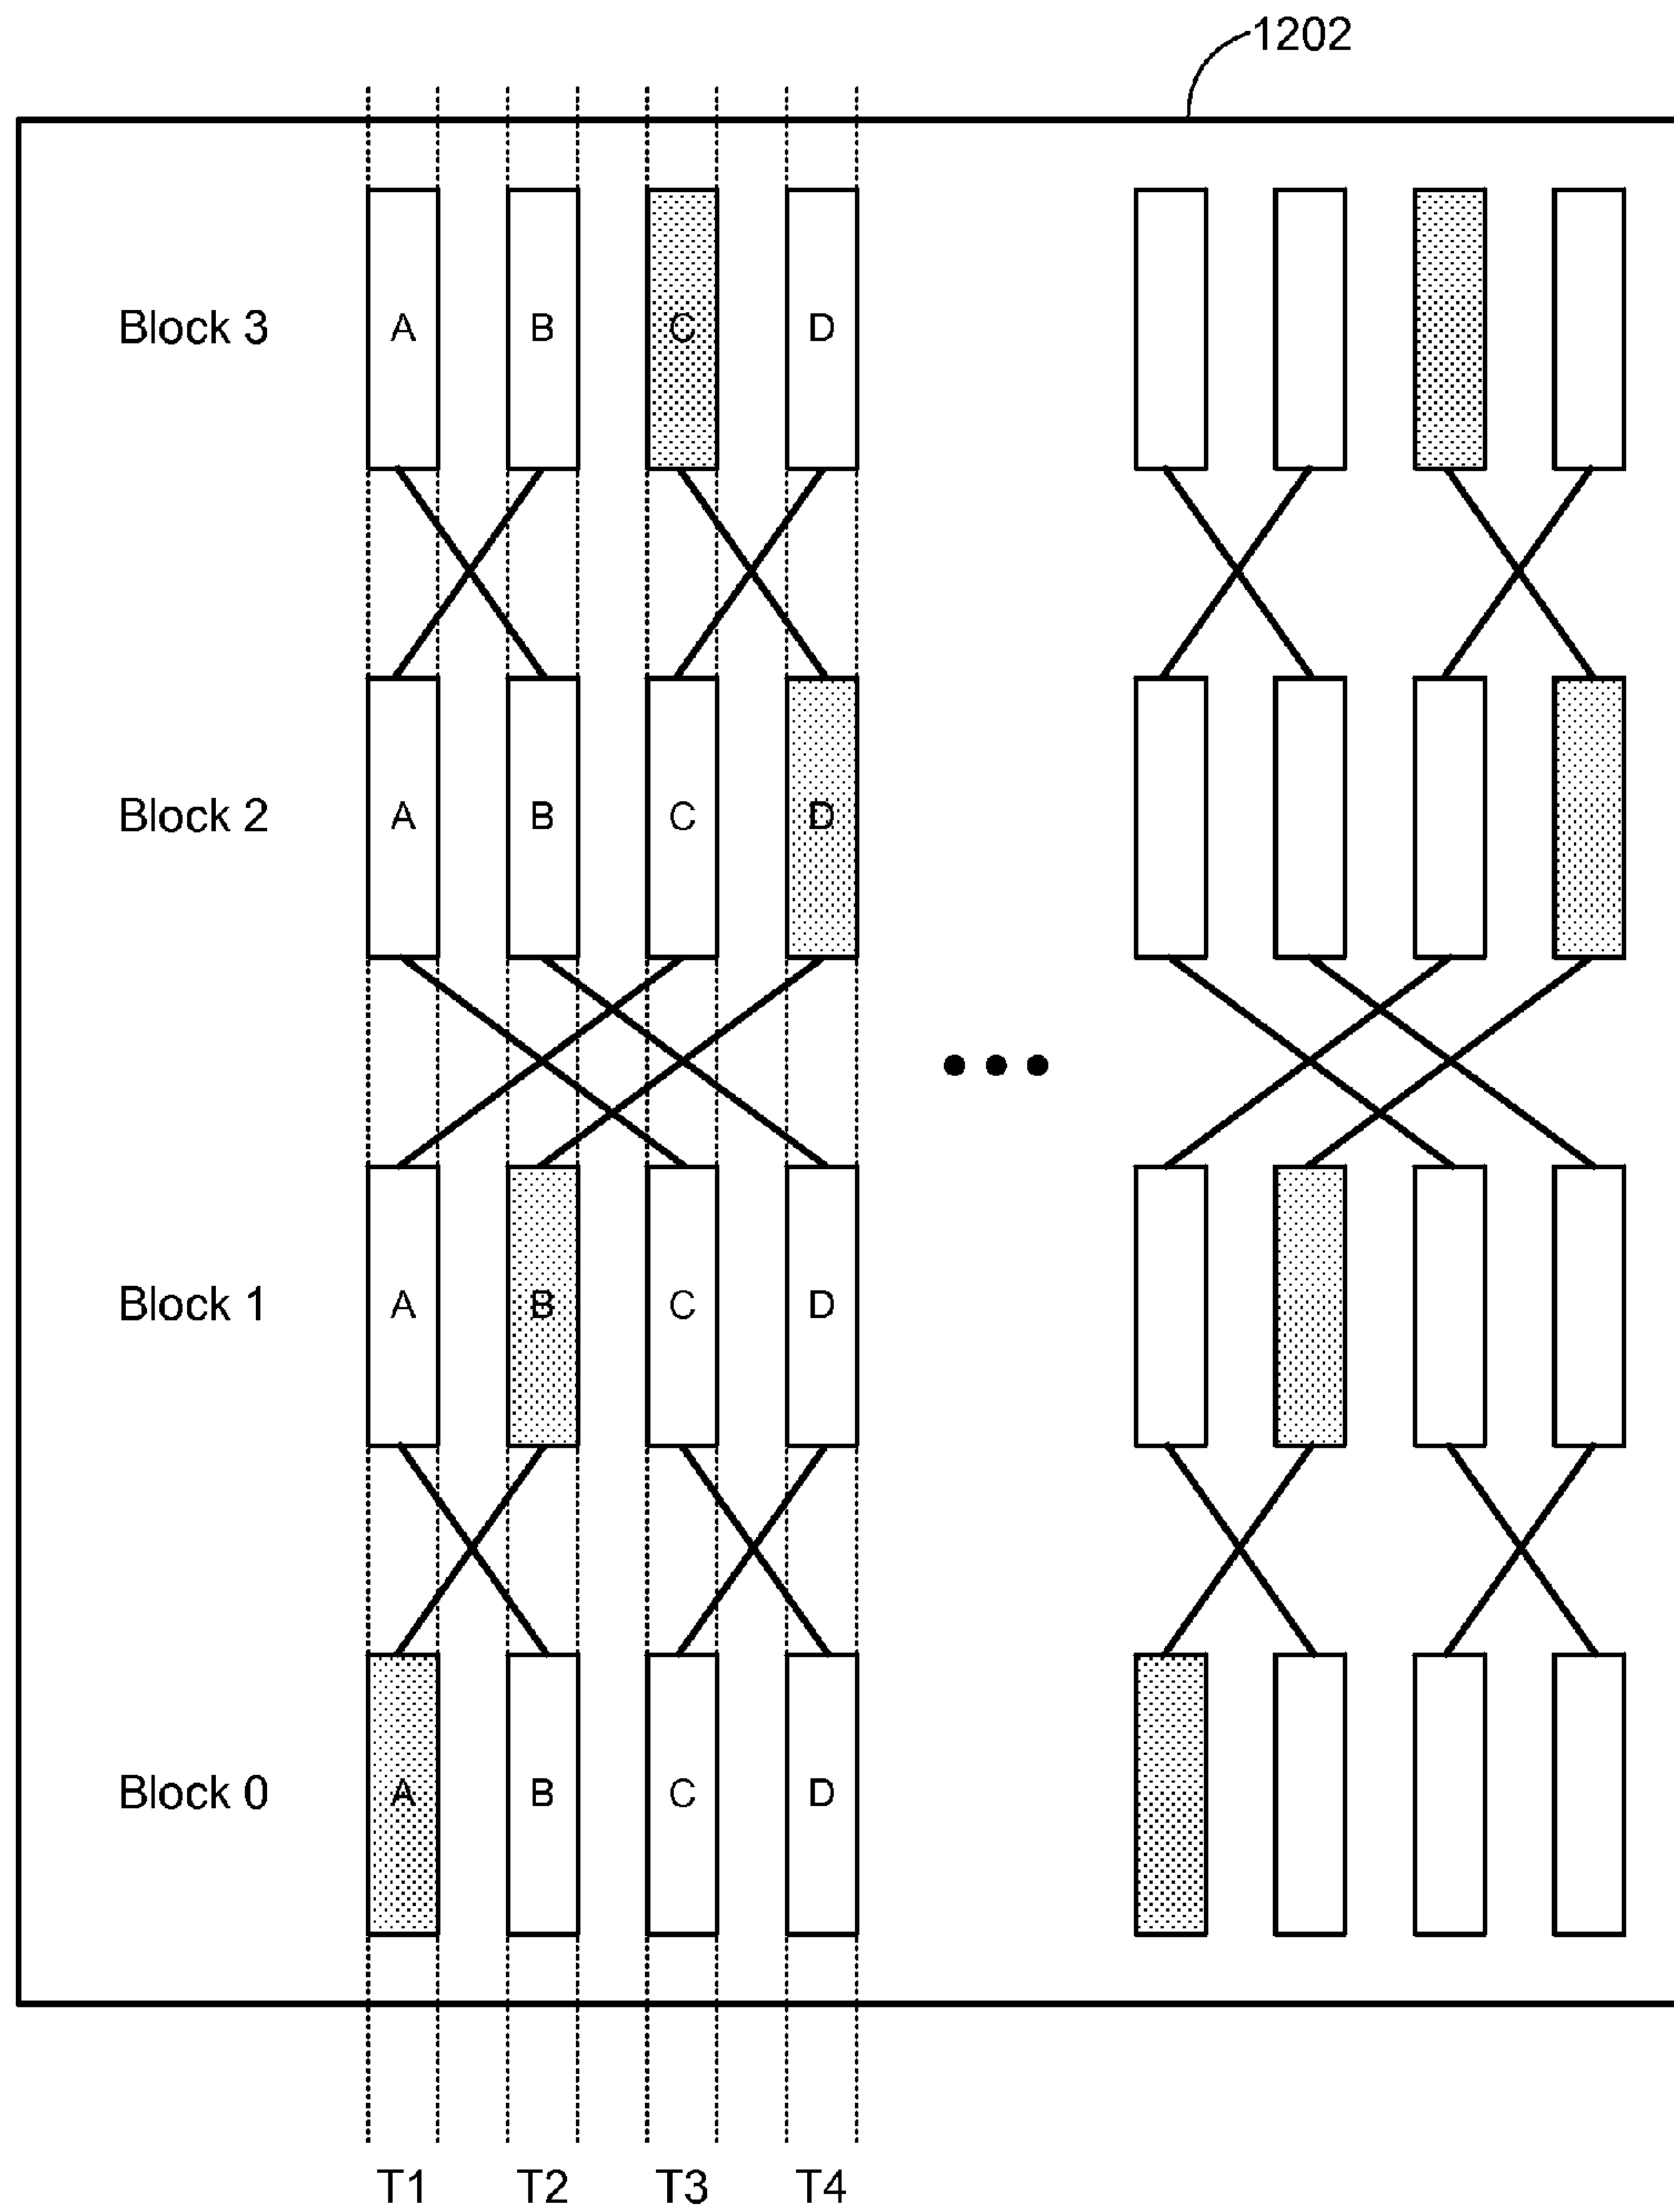 1202
Block 3 A B C D
Block 2 A B C D
Block 1 A B C D
Block 0 A B C D
T1 T2 T3 T4